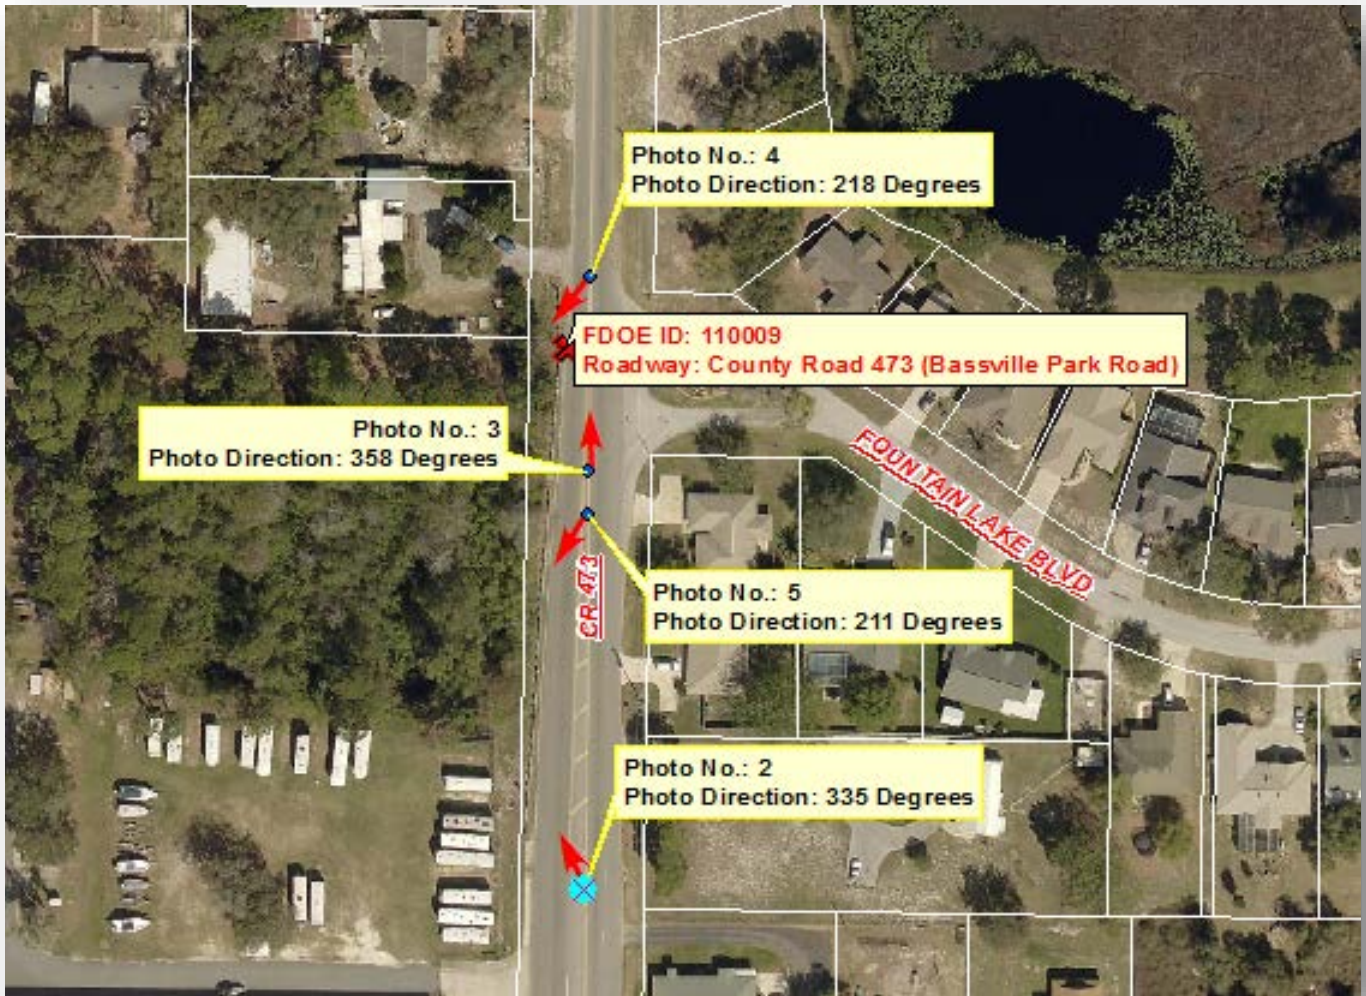 Photo No.: 4
Photo Direction: 218 Degrees
FDOE ID: 110009
Roadway: County Road 473 (Bassville Park Road)
Photo No.: 3
Photo Direction: 358 Degrees
FOUNTAIN LAKE BLVD
CR 473
Photo No.: 5
Photo Direction: 211 Degrees
Photo No.: 2
Photo Direction: 335 Degrees